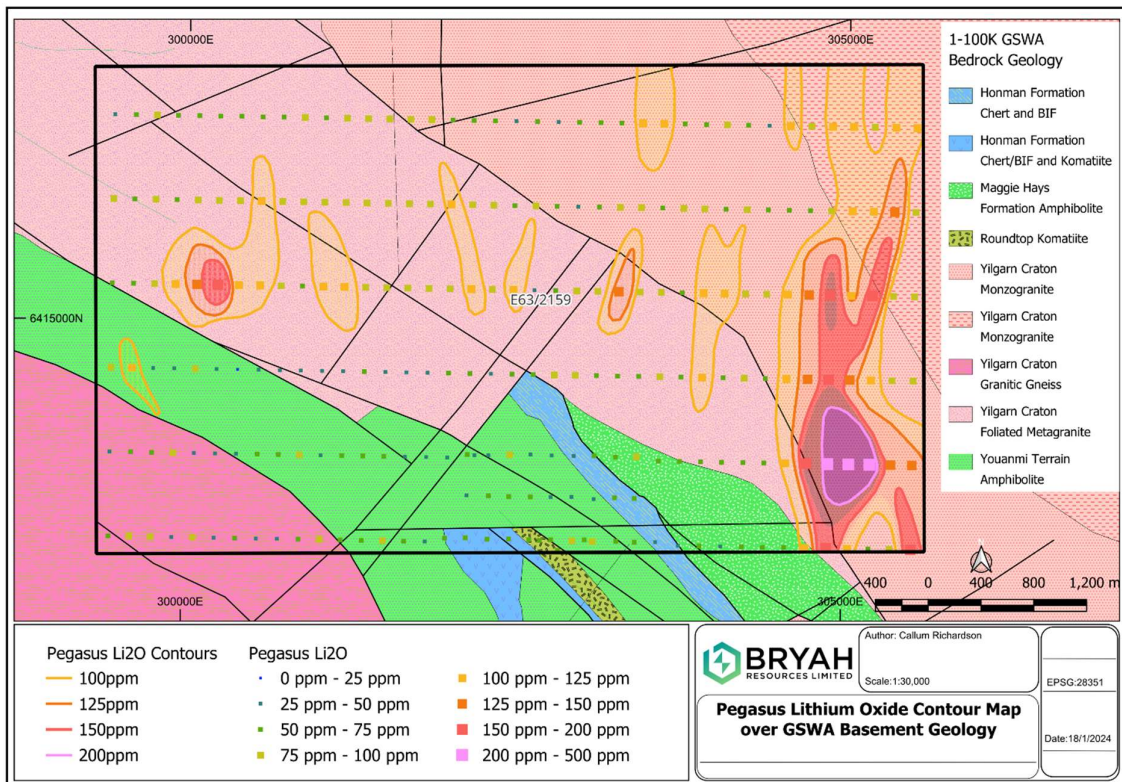 300000E
305000E
1-100K GSWA
Bedrock Geology
Honman Formation
Chert and BIF
Honman Formation
Chert/BIF and Komatiite
Maggie Hays
Formation Amphibolite
Roundtop Komatiite
Yilgarn Craton
Monzogranite
Yilgarn Craton
Monzogranite
Yilgarn Craton
Granitic Gneiss
Yilgarn Craton
Foliated Metagranite
Youanmi Terrain
Amphibolite
E63/2159
6415000N
N
400 0 400 800 1,200 m
300000E
305000E
Pegasus Li2O Contours
100ppm
125ppm
150ppm
200ppm
Pegasus Li2O
0 ppm - 25 ppm
25 ppm - 50 ppm
50 ppm - 75 ppm
75 ppm - 100 ppm
100 ppm - 125 ppm
125 ppm - 150 ppm
150 ppm - 200 ppm
200 ppm - 500 ppm
BRYAH
RESOURCES LIMITED
Author: Callum Richardson
Scale:1:30,000
EPSG:28351
Pegasus Lithium Oxide Contour Map
over GSWA Basement Geology
Date:18/1/2024